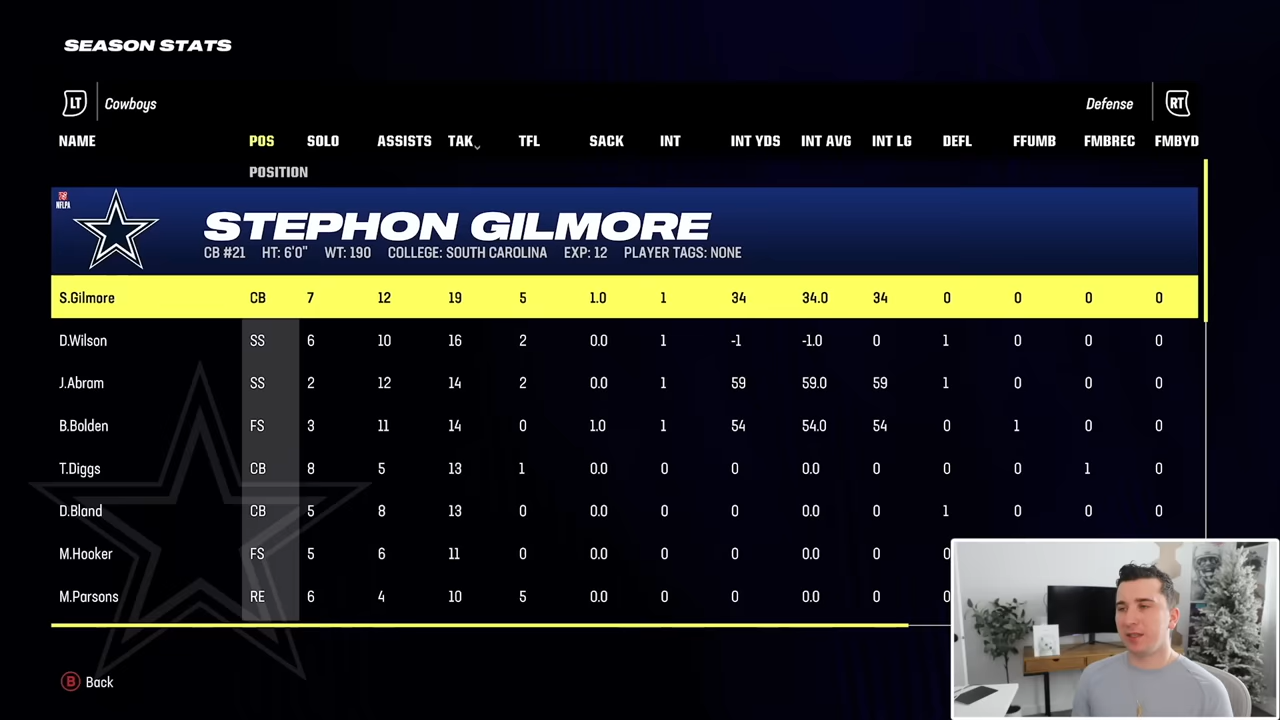 SEASON STATS
LT Cowboys Defense RT
NAME POS SOLO ASSISTS TAK TFL SACK INT INT YDS INT AVG INT LG DEFL FFUMB FMBREC FMBYD
POSITION
NFLPA
STEPHON GILMORE
CB #21 HT: 6'0" WT: 190 COLLEGE: SOUTH CAROLINA EXP: 12 PLAYER TAGS: NONE
S.Gilmore CB 7 12 19 5 1.0 1 34 34.0 34 0 0 0 0
D.Wilson SS 6 10 16 2 0.0 1 -1 -1.0 0 1 0 0 0
J.Abram SS 2 12 14 2 0.0 1 59 59.0 59 1 0 0 0
B.Bolden FS 3 11 14 0 1.0 1 54 54.0 54 0 1 0 0
T.Diggs CB 8 5 13 1 0.0 0 0 0.0 0 0 0 1 0
D.Bland CB 5 8 13 0 0.0 0 0 0.0 0 1 0 0 0
M.Hooker FS 5 6 11 0 0.0 0 0 0.0 0 0
M.Parsons RE 6 4 10 5 0.0 0 0 0.0 0 0
B Back